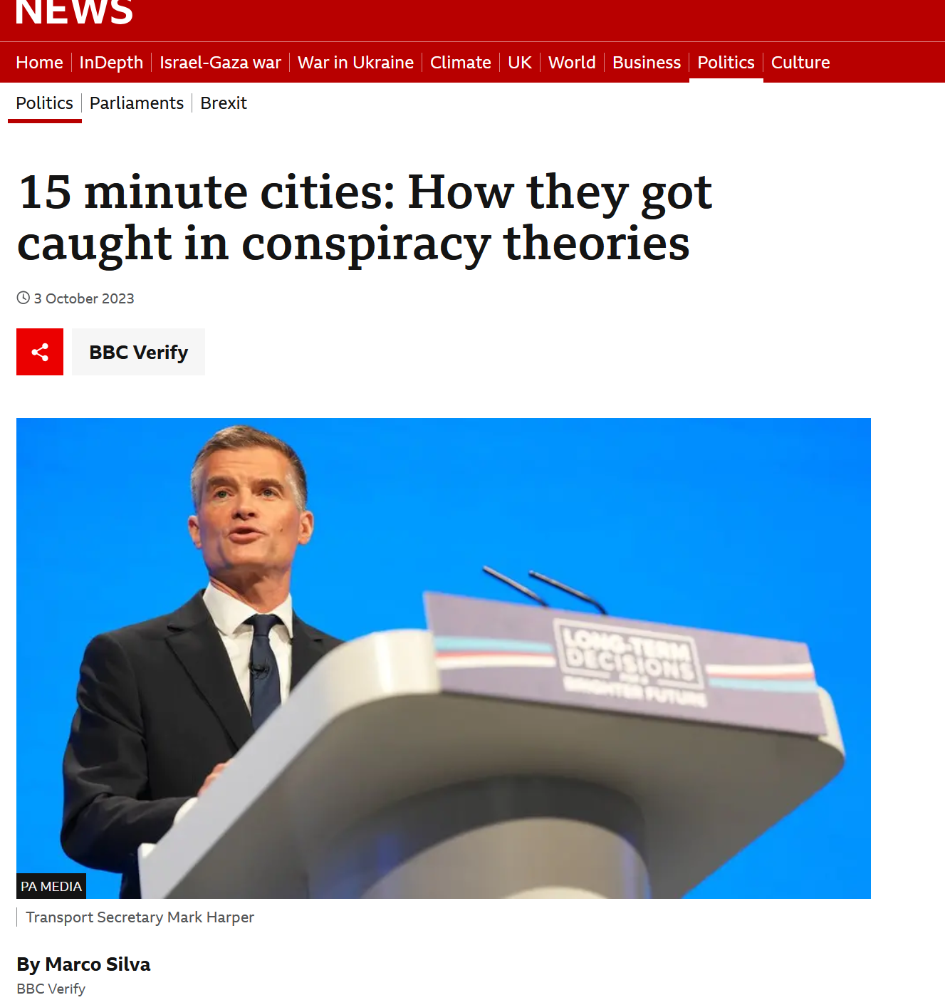 NEWS
Home InDepth Israel-Gaza war War in Ukraine Climate UK World Business Politics Culture
Politics Parliaments Brexit
15 minute cities: How they got
caught in conspiracy theories
3 October 2023
BBC Verify
LONG-TERM
DECISIONS
FOR A
BRIGHTER FUTURE
PA MEDIA
Transport Secretary Mark Harper
By Marco Silva
BBC Verify